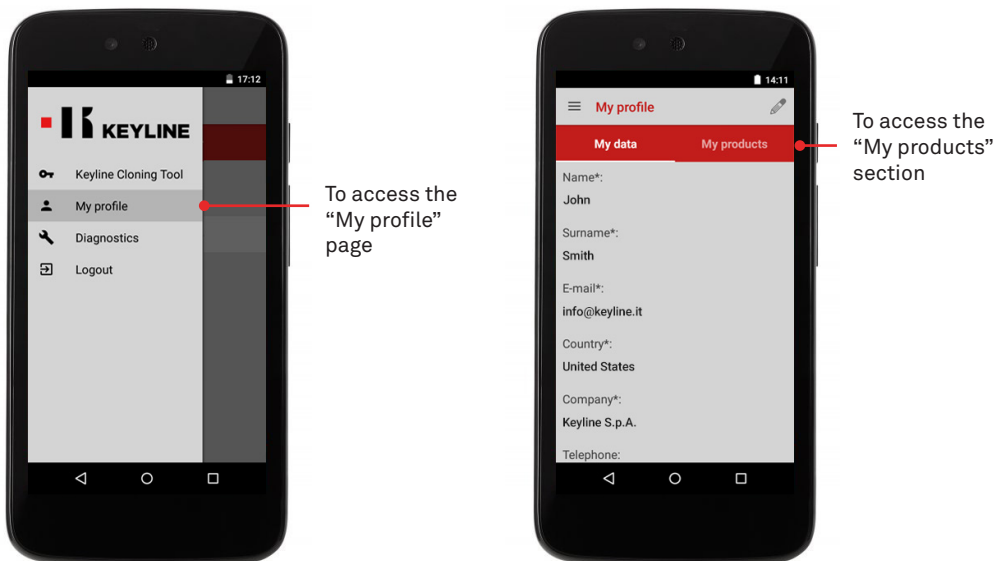 17:12
KEYLINE
Keyline Cloning Tool
My profile
Diagnostics
Logout
To access the
“My profile”
page
14:11
My profile
My data
My products
Name*:
John
Surname*:
Smith
E-mail*:
info@keyline.it
Country*:
United States
Company*:
Keyline S.p.A.
Telephone:
To access the
“My products”
section